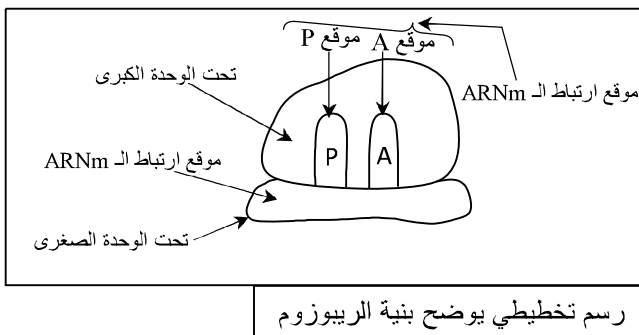 موقع P
موقع A
تحت الوحدة الكبرى
موقع ارتباط الـ ARNm
P
A
موقع ارتباط الـ ARNm
تحت الوحدة الصغرى
رسم تخطيطي يوضح بنية الريبوزوم